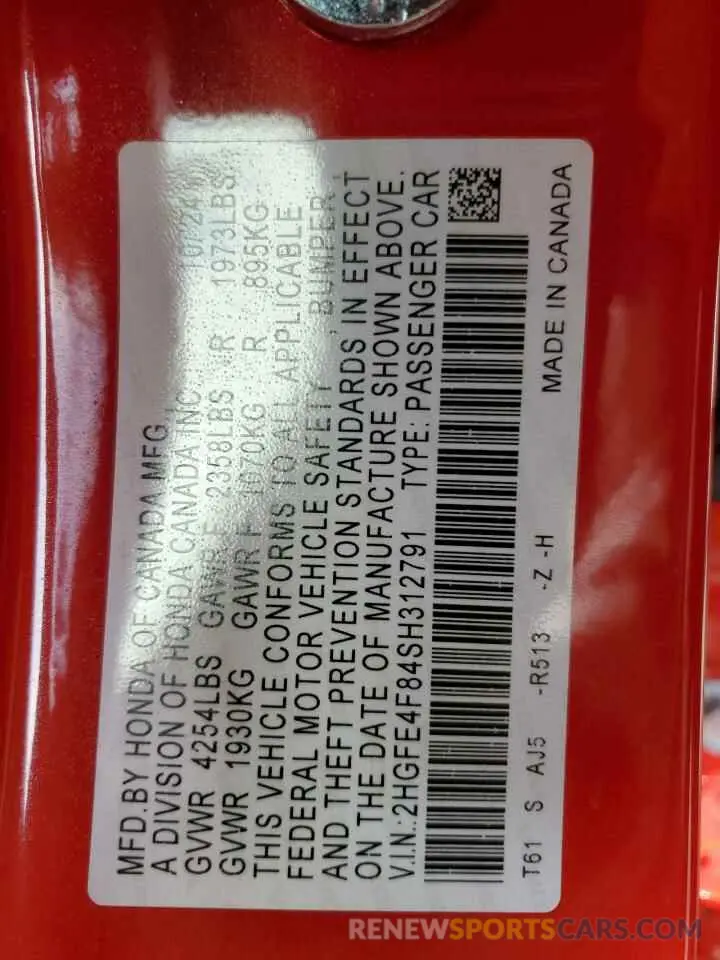 MFD. BY HONDA OF CANADA MFG.,
A DIVISION OF HONDA CANADA INC. 10/24
GVWR 4254LBS GAWR F 2358LBS R 1973LBS
GVWR 1930KG GAWR F 1070KG R 895KG
THIS VEHICLE CONFORMS TO ALL APPLICABLE
FEDERAL MOTOR VEHICLE SAFETY, BUMPER,
AND THEFT PREVENTION STANDARDS IN EFFECT
ON THE DATE OF MANUFACTURE SHOWN ABOVE.
V.I.N.:2HGFE4F84SH312791 TYPE: PASSENGER CAR
T61 S AJ5 -R513 -Z -H MADE IN CANADA
RENEWSPORTSCARS.COM